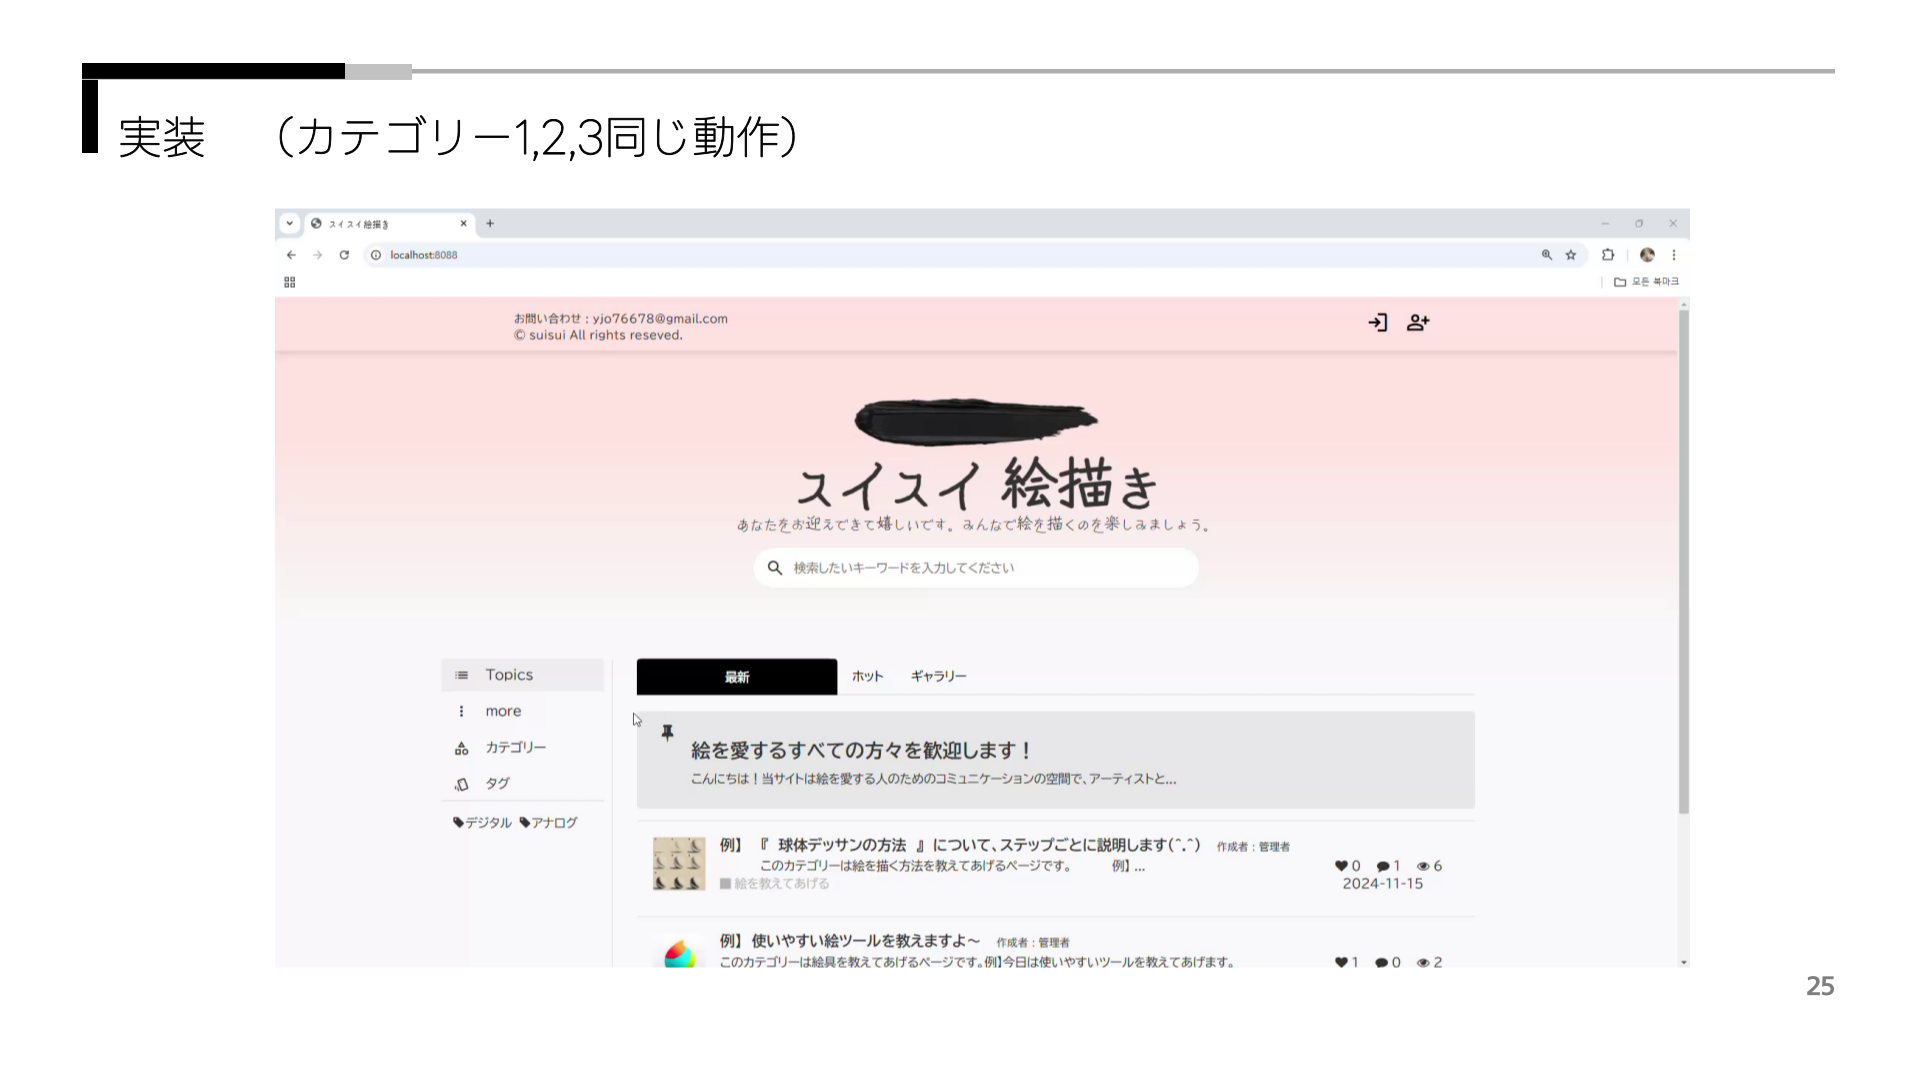 実装 （カテゴリー1,2,3同じ動作）
スイスイ絵描き
localhost:8088
모든 북마크
お問い合わせ : yjo76678@gmail.com
© suisui All rights reseved.
スイスイ 絵描き
あなたをお迎えできて嬉しいです。みんなで絵を描くのを楽しみましょう。
検索したいキーワードを入力してください
Topics
more
カテゴリー
タグ
デジタル アナログ
最新 ホット ギャラリー
絵を愛するすべての方々を歓迎します！
こんにちは！当サイトは絵を愛する人のためのコミュニケーションの空間で、アーティストと...
例】 『 球体デッサンの方法 』 について、ステップごとに説明します(^.^) 作成者 : 管理者
このカテゴリーは絵を描く方法を教えてあげるページです。 例】 ...
絵を教えてあげる
0 1 6
2024-11-15
例】 使いやすい絵ツールを教えますよ～ 作成者 : 管理者
このカテゴリーは絵具を教えてあげるページです。例】今日は使いやすいツールを教えてあげます。
1 0 2
25